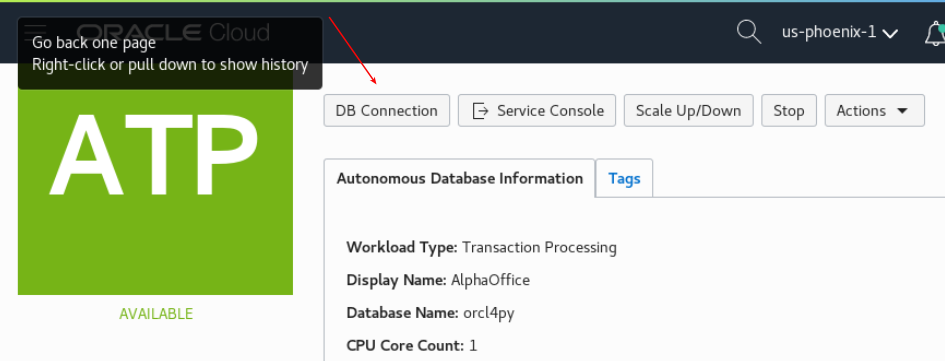 ORACLE Cloud
us-phoenix-1
Go back one page
Right-click or pull down to show history
ATP
AVAILABLE
DB Connection
Service Console
Scale Up/Down
Stop
Actions
Autonomous Database Information
Tags
Workload Type: Transaction Processing
Display Name: AlphaOffice
Database Name: orcl4py
CPU Core Count: 1